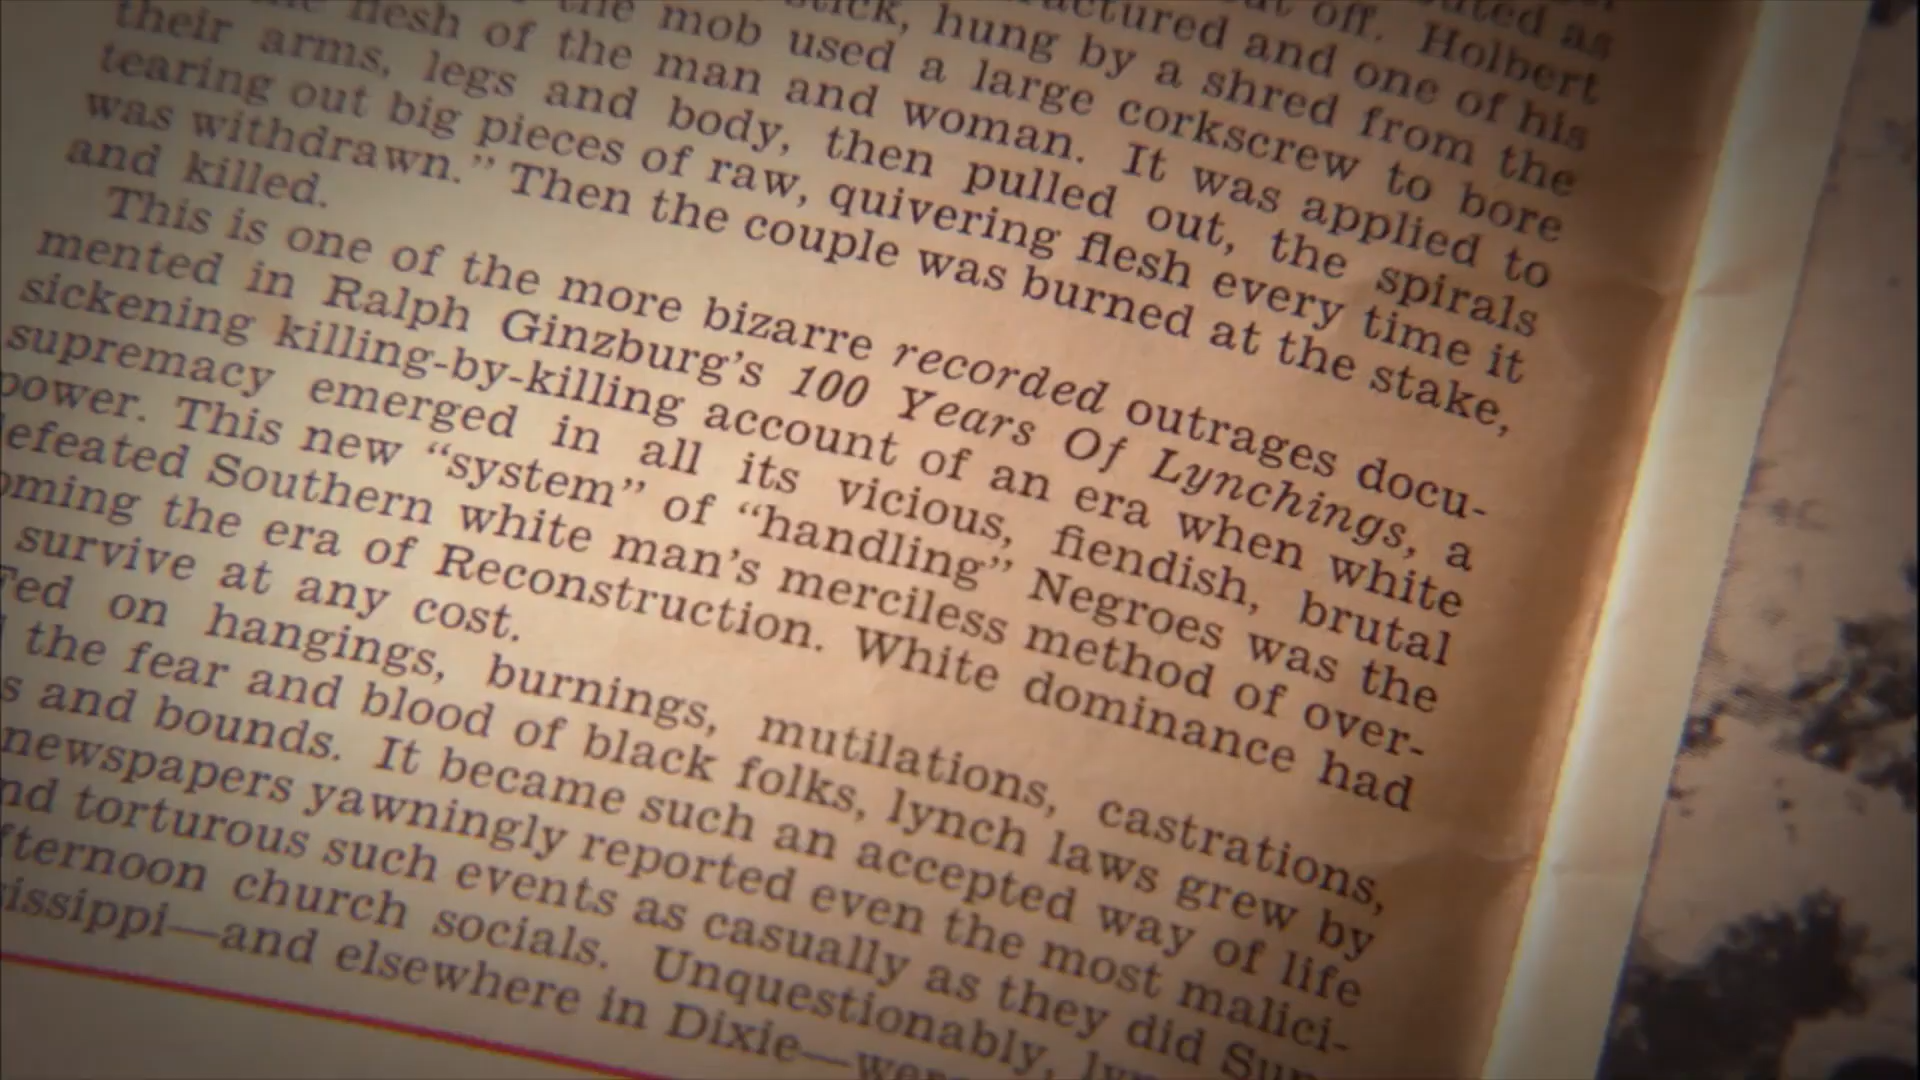 as
off. Holbert
and one of his
hung by a shred from the
the mob used a large corkscrew to bore
flesh of the man and woman. It was applied to
their arms, legs and body, then pulled out, the spirals
tearing out big pieces of raw, quivering flesh every time it
was withdrawn.” Then the couple was burned at the stake,
and killed.
This is one of the more bizarre recorded outrages docu-
mented in Ralph Ginzburg’s 100 Years Of Lynchings, a
sickening killing-by-killing account of an era when white
supremacy emerged in all its vicious, fiendish, brutal
power. This new “system” of “handling” Negroes was the
efeated Southern white man’s merciless method of over-
oming the era of Reconstruction. White dominance had
survive at any cost.
Fed on hangings, burnings, mutilations, castrations,
the fear and blood of black folks, lynch laws grew by
s and bounds. It became such an accepted way of life
newspapers yawningly reported even the most malici-
nd torturous such events as casually as they did Sun
fternoon church socials. Unquestionably,
issippi—and elsewhere in Dixie—wer